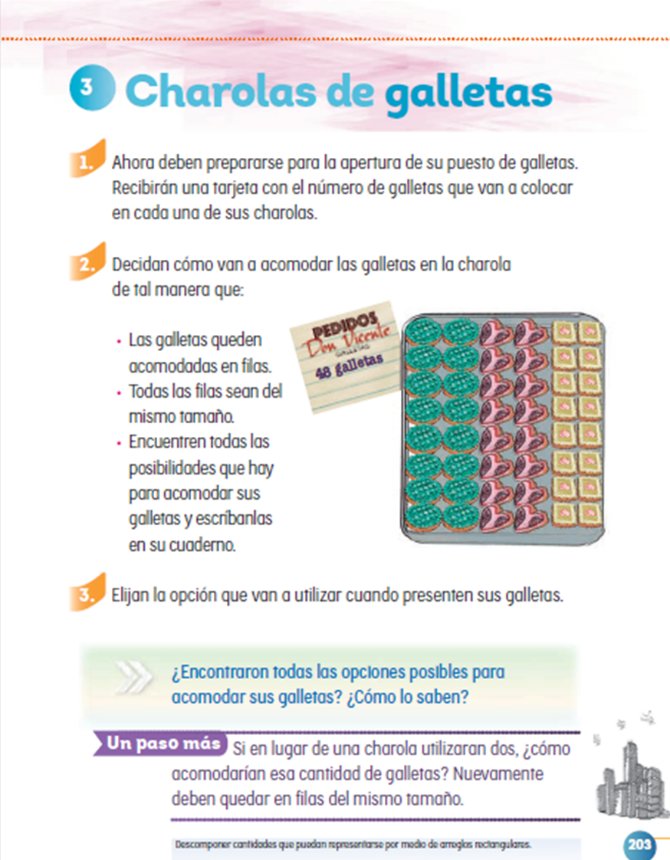 3 Charolas de galletas
1. Ahora deben prepararse para la apertura de su puesto de galletas.
Recibirán una tarjeta con el número de galletas que van a colocar
en cada una de sus charolas.
2. Decidan cómo van a acomodar las galletas en la charola
de tal manera que:
• Las galletas queden
acomodadas en filas.
• Todas las filas sean del
mismo tamaño.
• Encuentren todas las
posibilidades que hay
para acomodar sus
galletas y escríbanlas
en su cuaderno.
PEDIDOS
Don Vicente
48 galletas
3. Elijan la opción que van a utilizar cuando presenten sus galletas.
¿Encontraron todas las opciones posibles para
acomodar sus galletas? ¿Cómo lo saben?
Un paso más Si en lugar de una charola utilizaran dos, ¿cómo
acomodarían esa cantidad de galletas? Nuevamente
deben quedar en filas del mismo tamaño.
Descomponer cantidades que puedan representarse por medio de arreglos rectangulares.
203